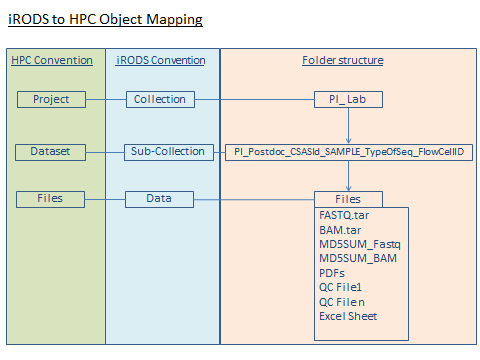 iRODS to HPC Object Mapping
HPC Convention iRODS Convention Folder structure
Project Collection PI_Lab
Dataset Sub-Collection PI_Postdoc_CSASId_SAMPLE_TypeOfSeq_FlowCellID
Files Data Files
FASTQ.tar
BAM.tar
MD5SUM_Fastq
MD5SUM_BAM
PDFs
QC File1
QC File n
Excel Sheet